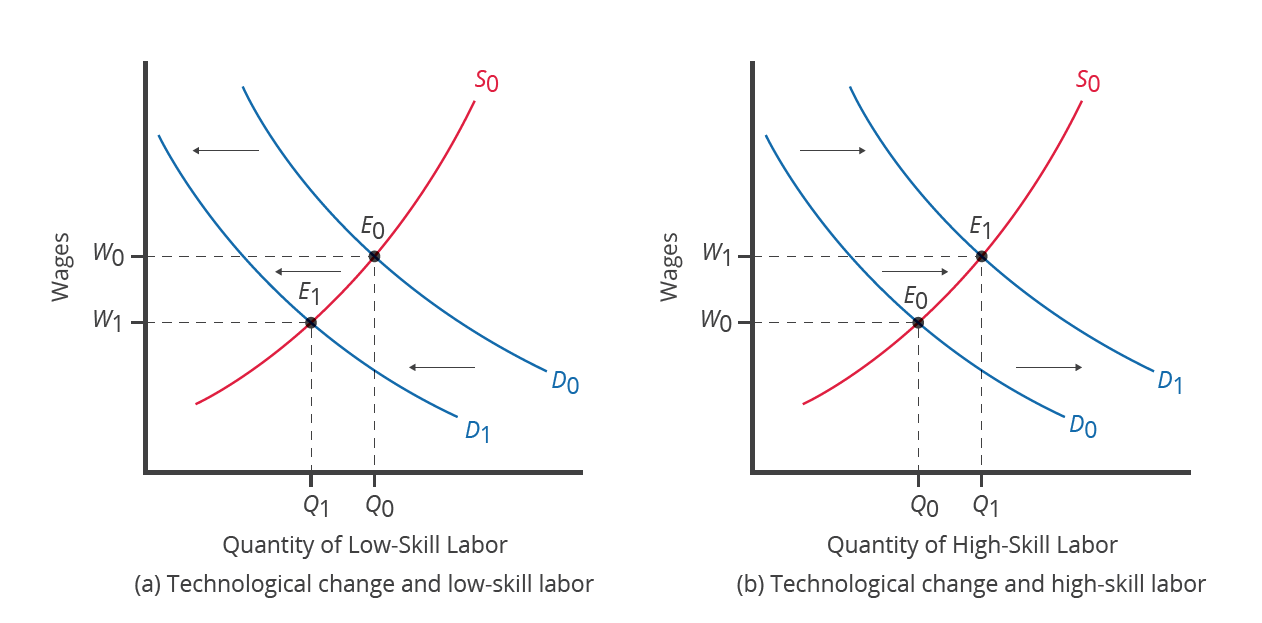 S0
E0
Wages
W0
E1
W1
D0
D1
Q1 Q0
Quantity of Low-Skill Labor
(a) Technological change and low-skill labor
S0
E1
Wages
W1
E0
W0
D1
D0
Q0 Q1
Quantity of High-Skill Labor
(b) Technological change and high-skill labor